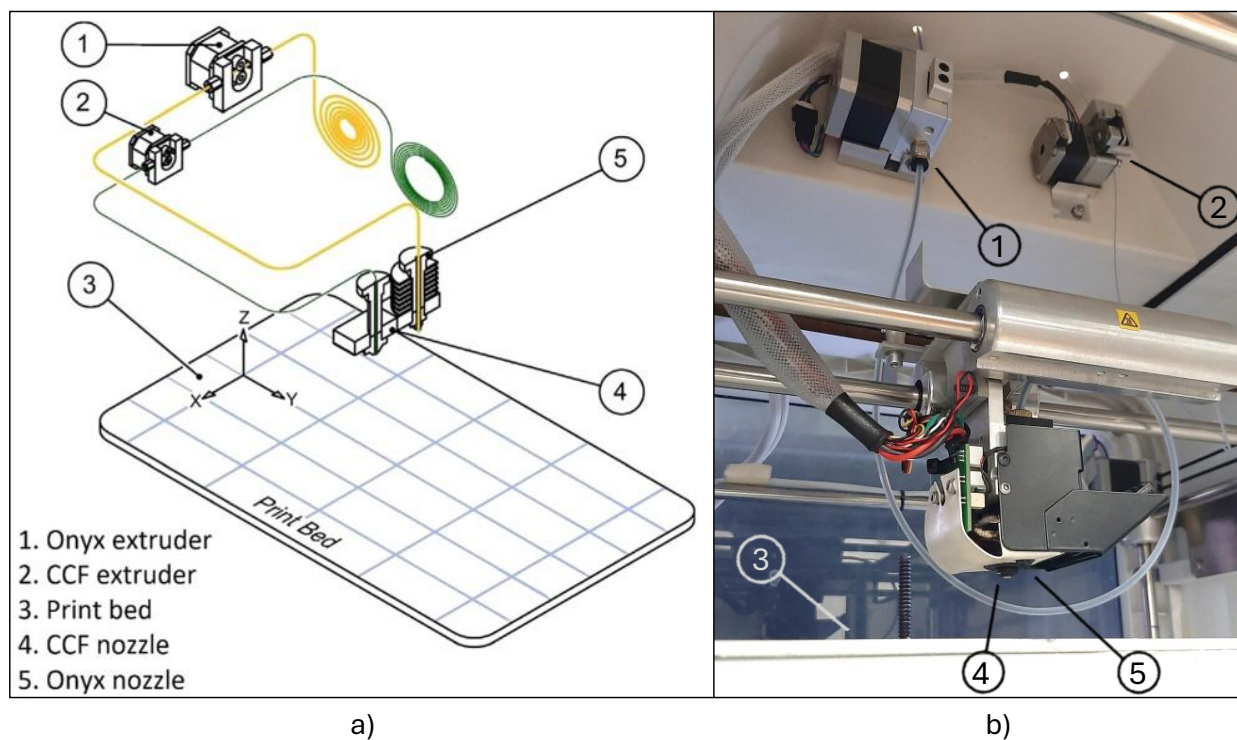 1
2
5
3
4
Z
X
Y
Print Bed
1. Onyx extruder
2. CCF extruder
3. Print bed
4. CCF nozzle
5. Onyx nozzle
a)
1
2
3
4
5
b)